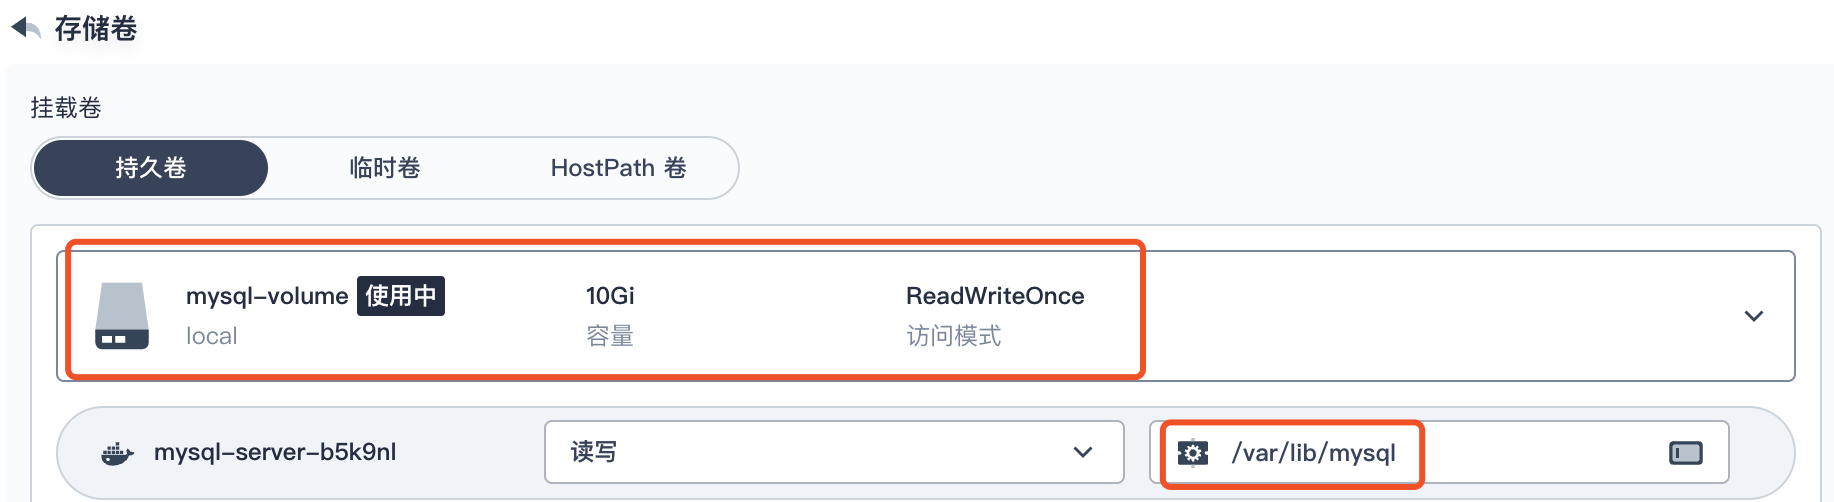 存储卷
挂载卷
持久卷 临时卷 HostPath 卷
mysql-volume 使用中 10Gi ReadWriteOnce
local 容量 访问模式
mysql-server-b5k9nl 读写 /var/lib/mysql